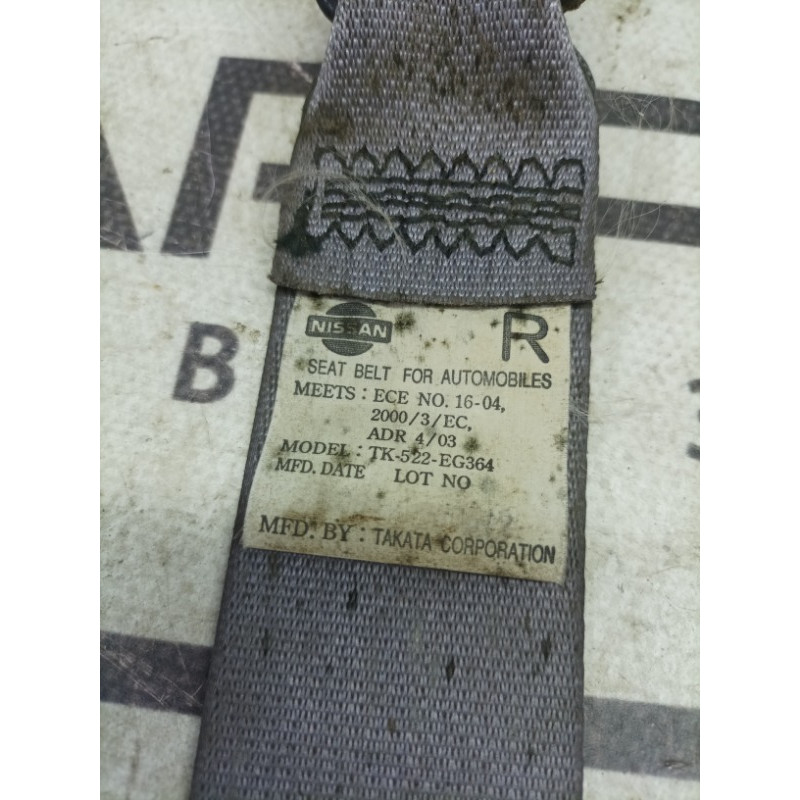 AR
B
NISSAN R
SEAT BELT FOR AUTOMOBILES
MEETS : ECE NO. 16-04,
2000/3/EC,
ADR 4/03
MODEL : TK-522-EG364
MFD. DATE LOT NO
MFD. BY : TAKATA CORPORATION